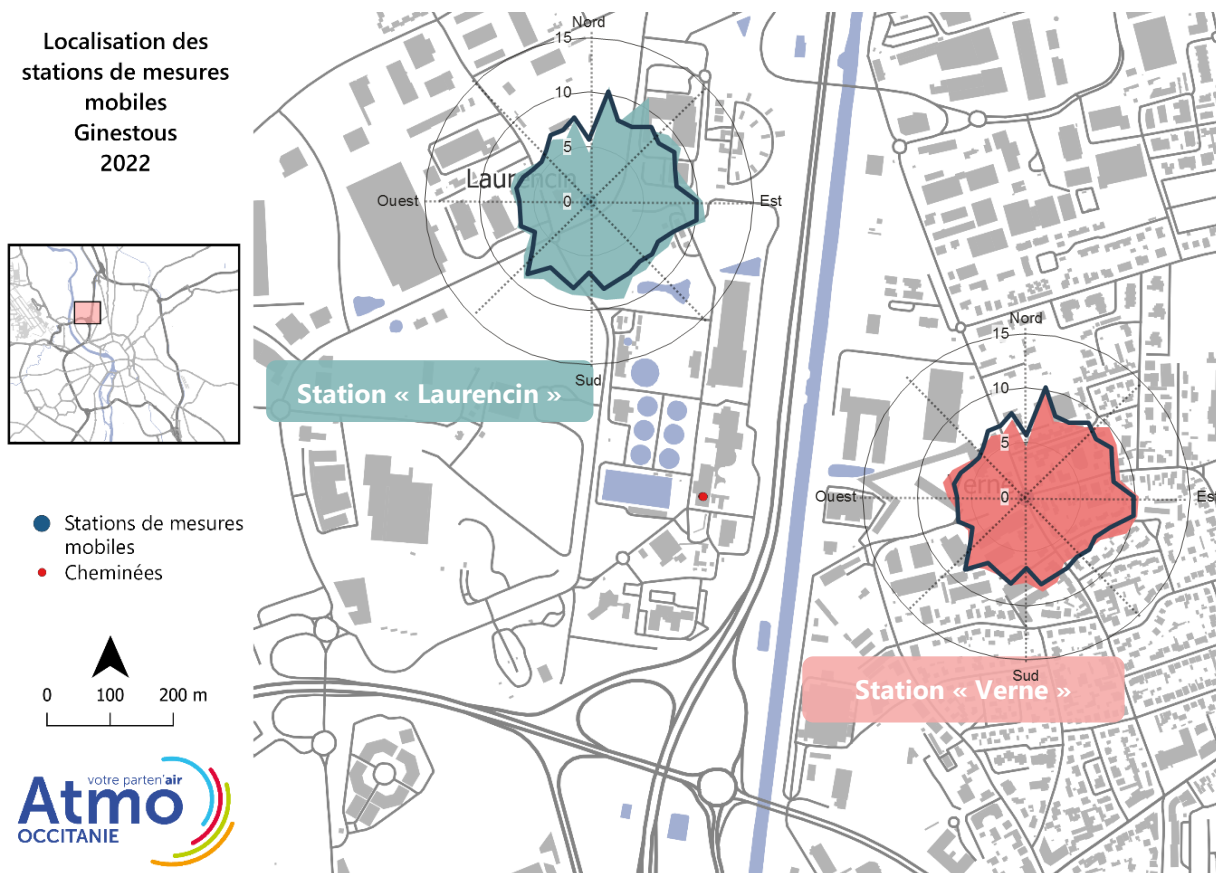 Localisation des
stations de mesures
mobiles
Ginestous
2022
Stations de mesures
mobiles
Cheminées
0 100 200 m
votre parten'air
Atmo
OCCITANIE
Nord
15
10
5
Laurencin
Ouest
0
Est
Sud
Station « Laurencin »
Nord
15
10
5
Ouest
0
Est
Sud
Station « Verne »